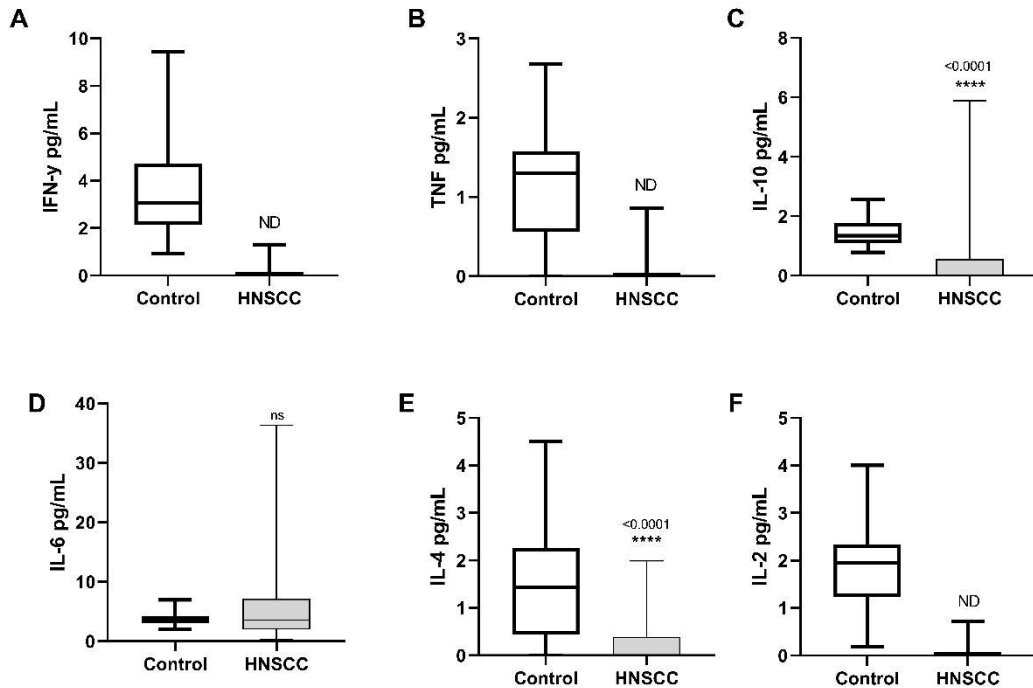 A
IFN-y pg/mL
10
8
6
4
2
0
ND
Control
HNSCC
B
TNF pg/mL
3
2
1
0
ND
Control
HNSCC
C
IL-10 pg/mL
8
6
4
2
0
<0.0001
****
Control
HNSCC
D
IL-6 pg/mL
40
30
20
10
0
ns
Control
HNSCC
E
IL-4 pg/mL
5
4
3
2
1
0
<0.0001
****
Control
HNSCC
F
IL-2 pg/mL
5
4
3
2
1
0
ND
Control
HNSCC